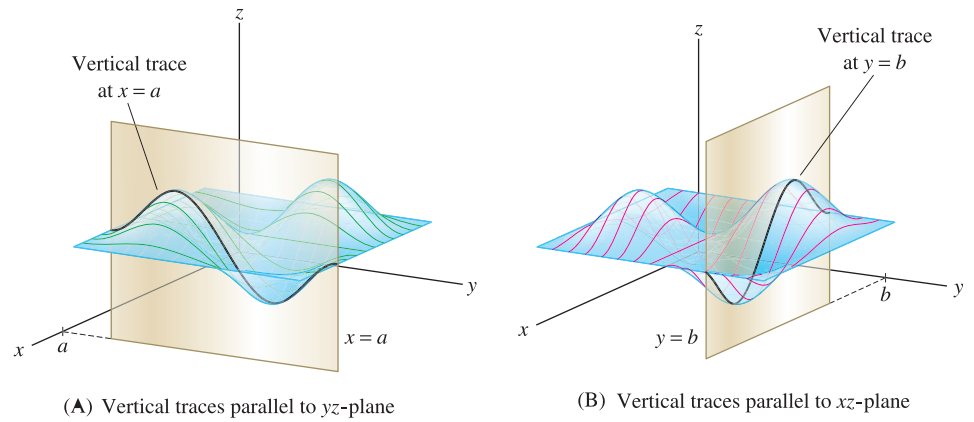 z
Vertical trace
at x = a
y
x
a
x = a
(A) Vertical traces parallel to yz-plane
z
Vertical trace
at y = b
b
y
x
y = b
(B) Vertical traces parallel to xz-plane